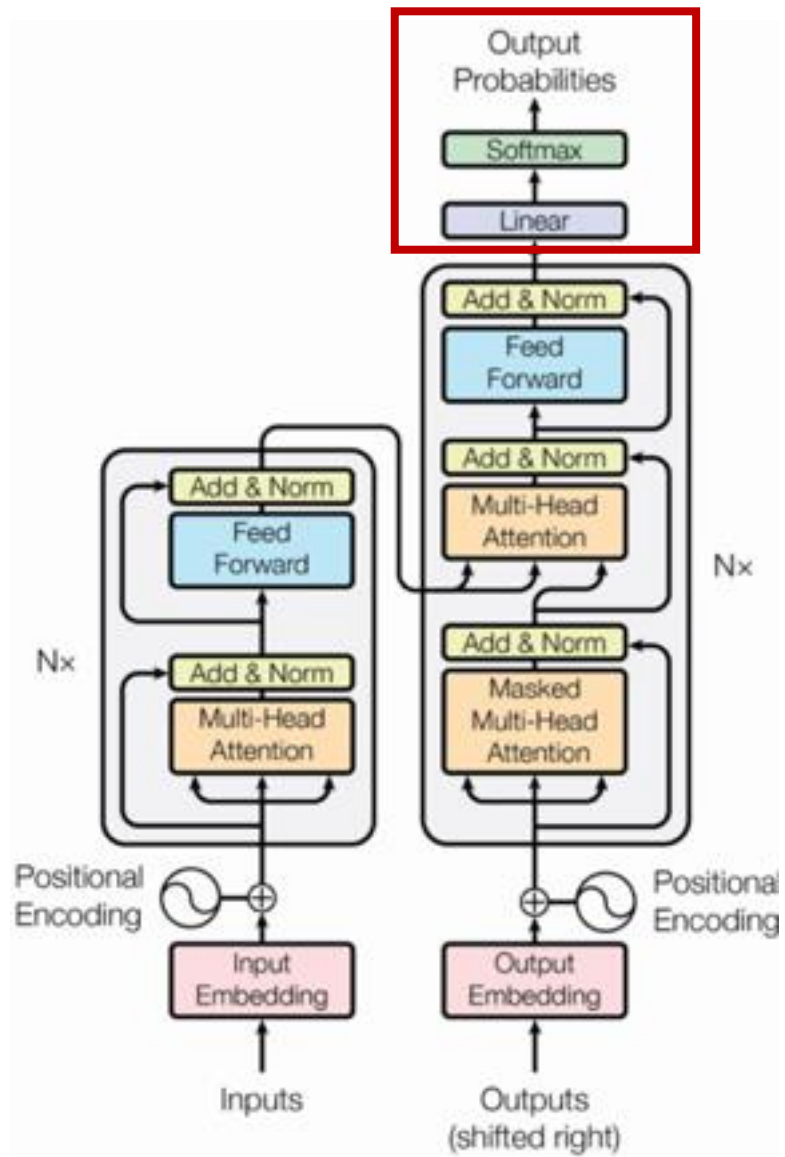 Output
Probabilities
Softmax
Linear
Add & Norm
Feed
Forward
Add & Norm
Multi-Head
Attention
Nx
Add & Norm
Masked
Multi-Head
Attention
Add & Norm
Feed
Forward
Nx
Add & Norm
Multi-Head
Attention
Positional
Encoding
Positional
Encoding
Input
Embedding
Output
Embedding
Inputs
Outputs
(shifted right)